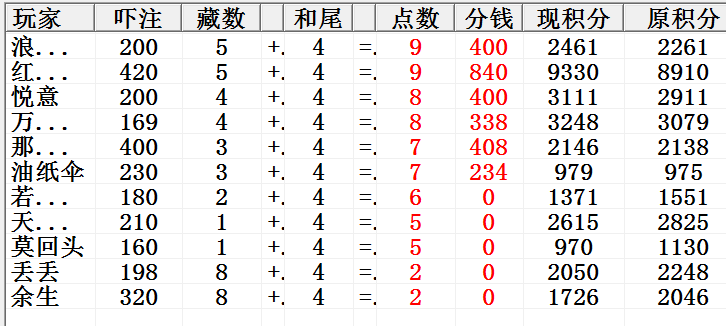 玩家 吓注 藏数 和尾 点数 分钱 现积分 原积分
浪... 200 5 +. 4 =. 9 400 2461 2261
红... 420 5 +. 4 =. 9 840 9330 8910
悦意 200 4 +. 4 =. 8 400 3111 2911
万... 169 4 +. 4 =. 8 338 3248 3079
那... 400 3 +. 4 =. 7 408 2146 2138
油纸伞 230 3 +. 4 =. 7 234 979 975
若... 180 2 +. 4 =. 6 0 1371 1551
天... 210 1 +. 4 =. 5 0 2615 2825
莫回头 160 1 +. 4 =. 5 0 970 1130
丢丢 198 8 +. 4 =. 2 0 2050 2248
余生 320 8 +. 4 =. 2 0 1726 2046